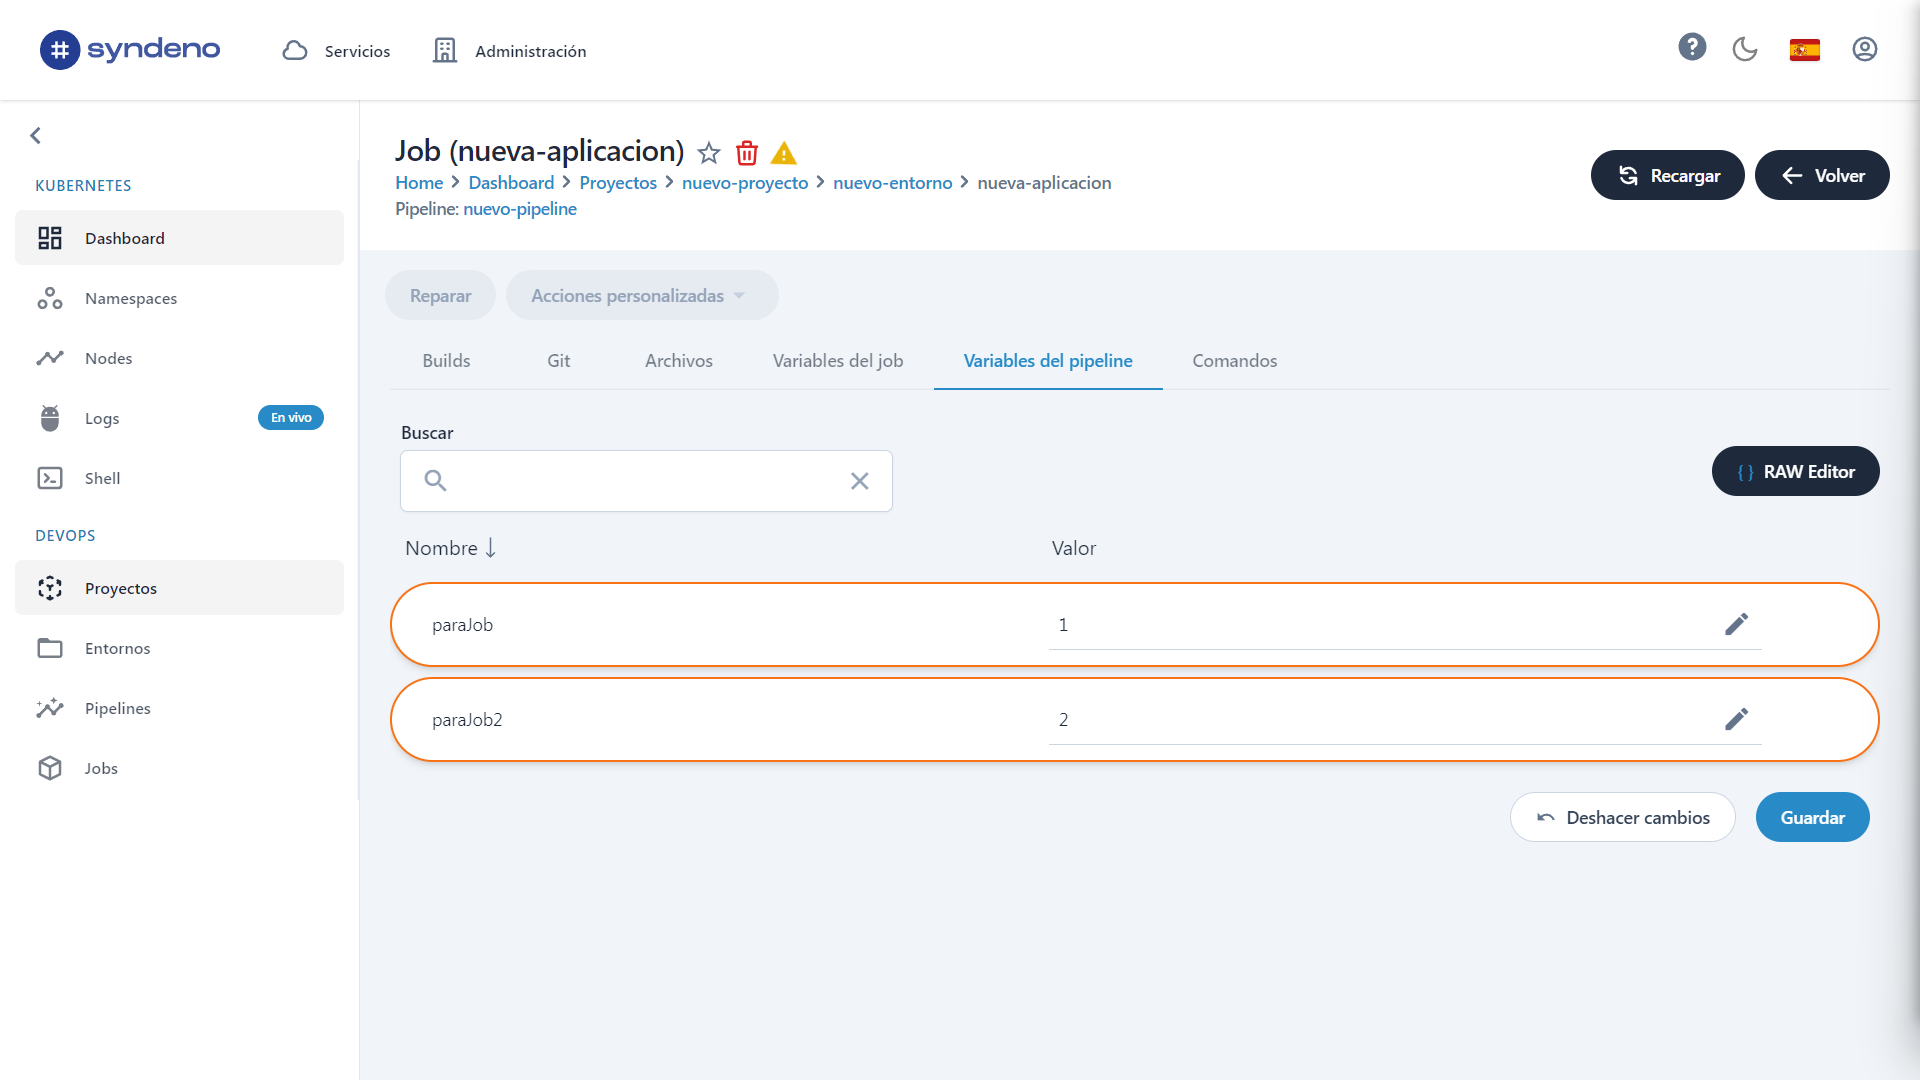 syndeno
Servicios
Administración
KUBERNETES
Dashboard
Namespaces
Nodes
Logs
En vivo
Shell
DEVOPS
Proyectos
Entornos
Pipelines
Jobs
Job (nueva-aplicacion)
Home > Dashboard > Proyectos > nuevo-proyecto > nuevo-entorno > nueva-aplicacion
Pipeline: nuevo-pipeline
Recargar
Volver
Reparar
Acciones personalizadas
Builds
Git
Archivos
Variables del job
Variables del pipeline
Comandos
Buscar
{ } RAW Editor
Nombre
Valor
paraJob
1
paraJob2
2
Deshacer cambios
Guardar